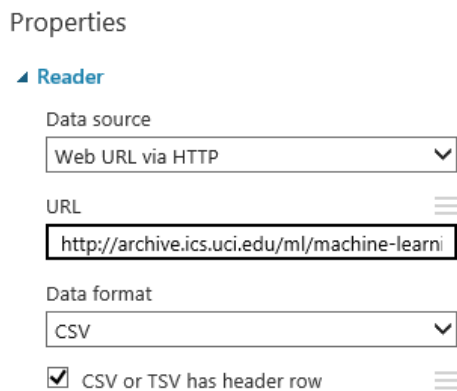 Properties
Reader
Data source
Web URL via HTTP
URL
http://archive.ics.uci.edu/ml/machine-learni
Data format
CSV
CSV or TSV has header row